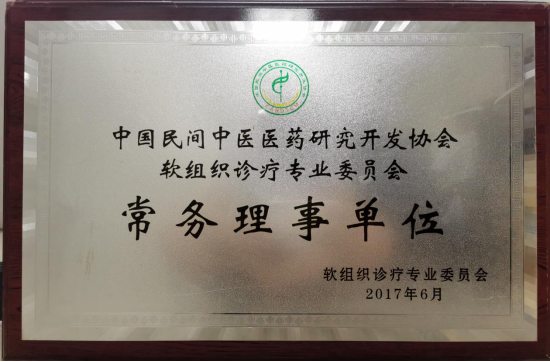 中国民间中医医药研究开发协会
软组织诊疗专业委员会
常务理事单位
软组织诊疗专业委员会
2017年6月